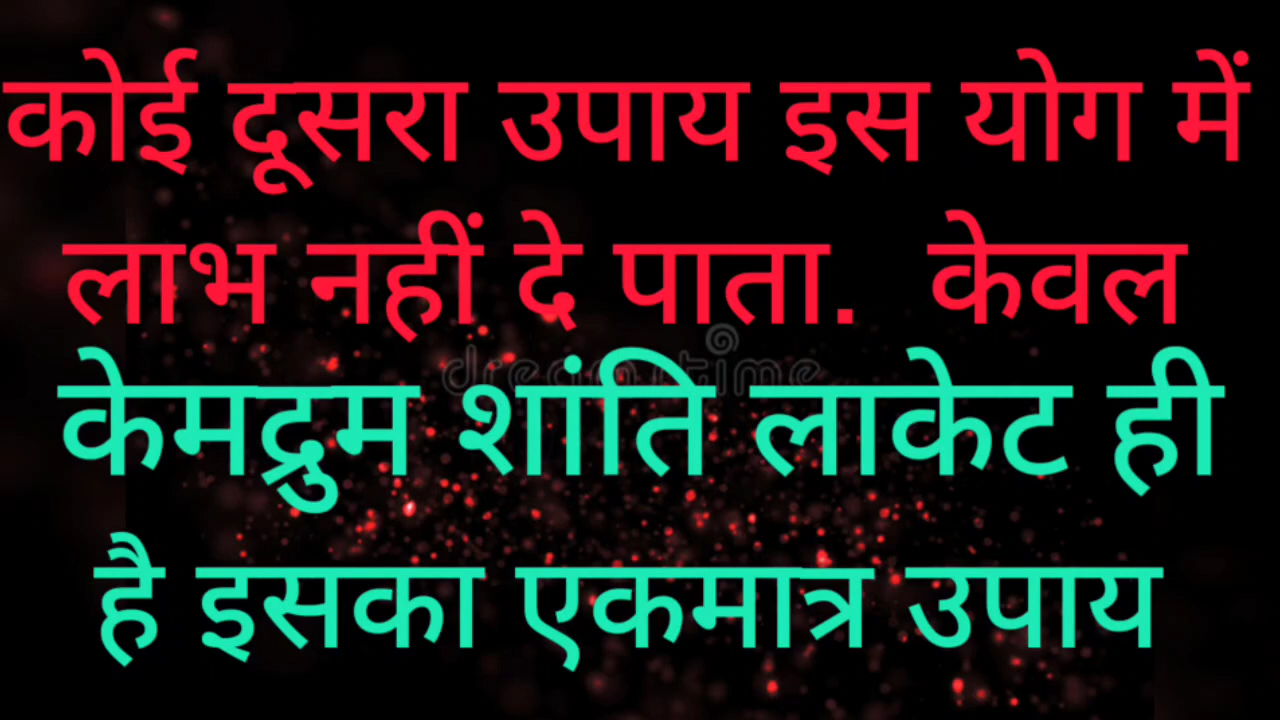 कोई दूसरा उपाय इस योग में
लाभ नहीं दे पाता. केवल
केमद्रुम शांति लाकेट ही
है इसका एकमात्र उपाय